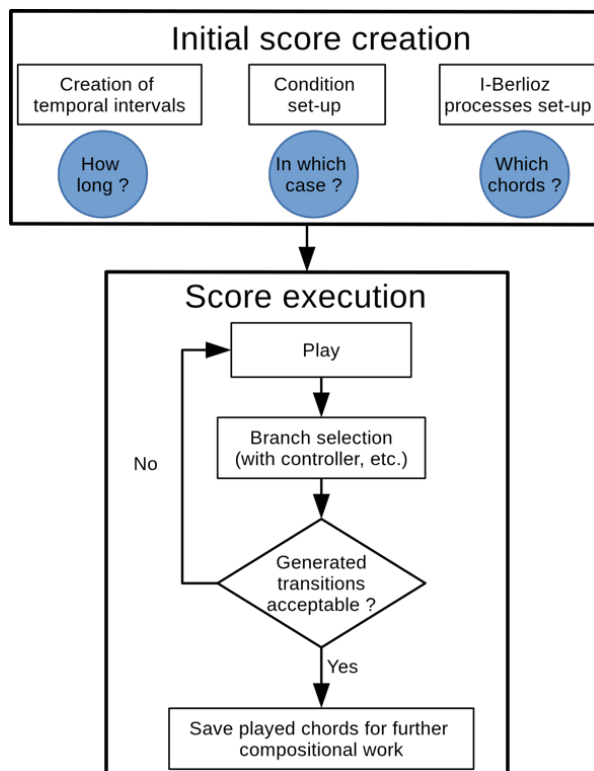 Initial score creation
Creation of
temporal intervals
Condition
set-up
I-Berlioz
processes set-up
How
long ?
In which
case ?
Which
chords ?
Score execution
Play
Branch selection
(with controller, etc.)
No
Generated
transitions
acceptable ?
Yes
Save played chords for further
compositional work